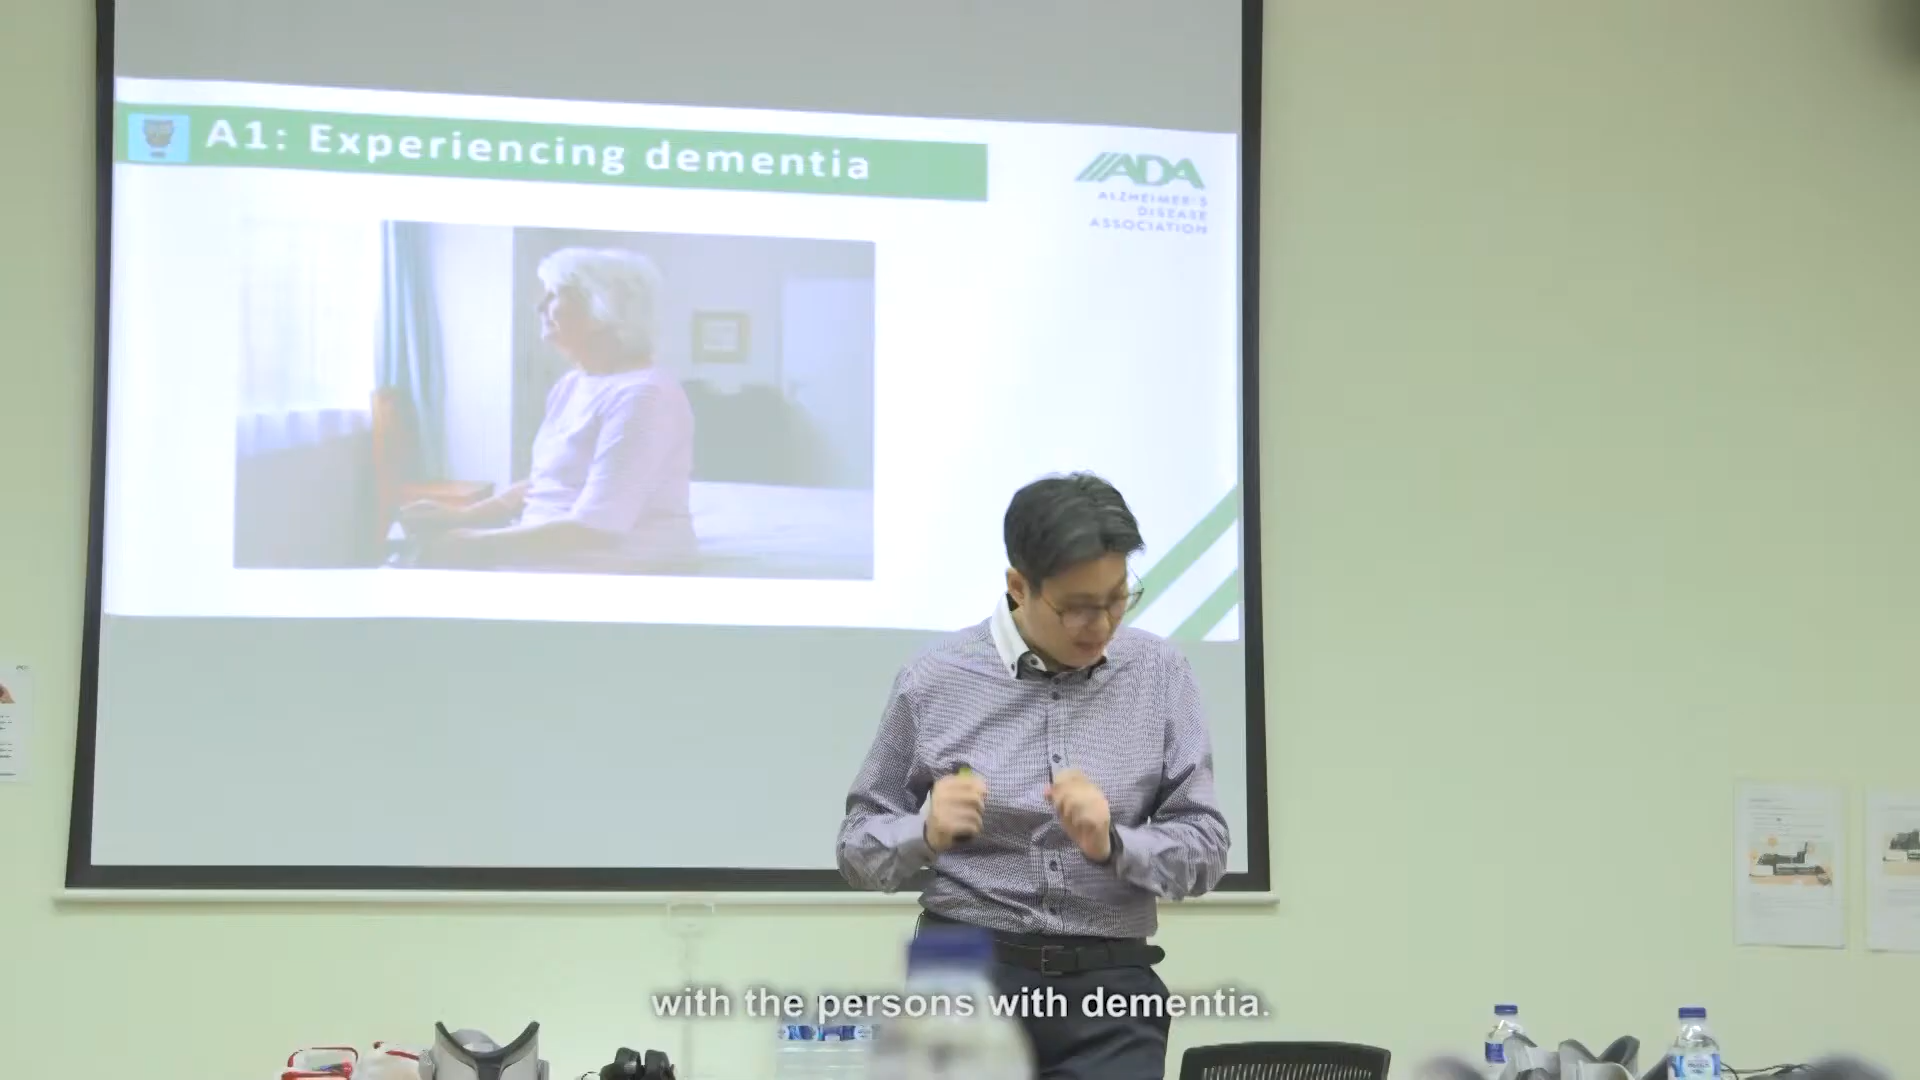 A1: Experiencing dementia
ADA
ALZHEIMER'S
DISEASE
ASSOCIATION
with the persons with dementia.